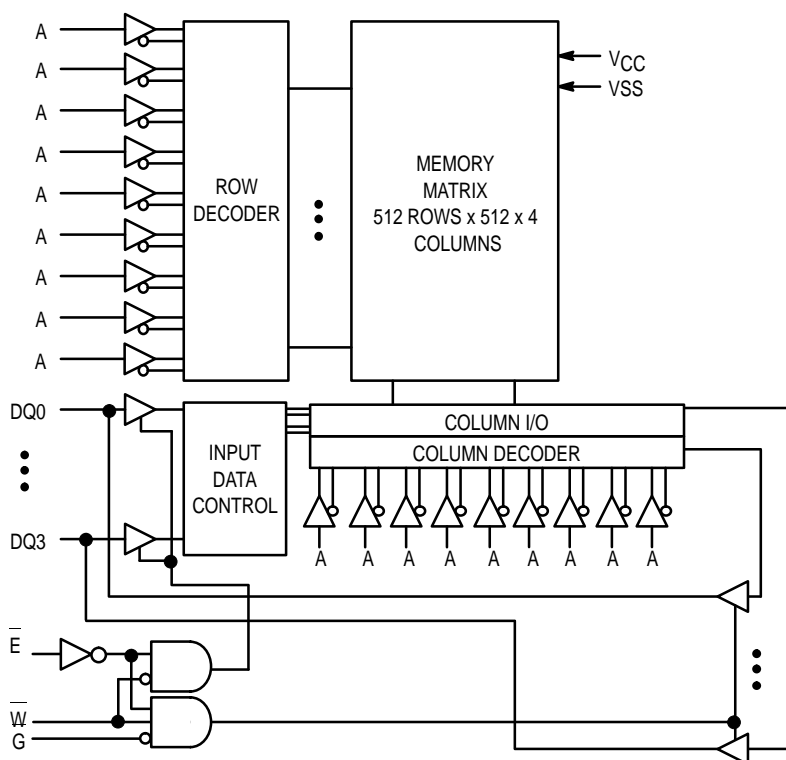 A
A
A
A
A
A
A
A
A
ROW
DECODER
MEMORY
MATRIX
512 ROWS x 512 x 4
COLUMNS
VCC
VSS
DQ0
DQ3
INPUT
DATA
CONTROL
COLUMN I/O
COLUMN DECODER
A A A A A A A A A
E
W
G